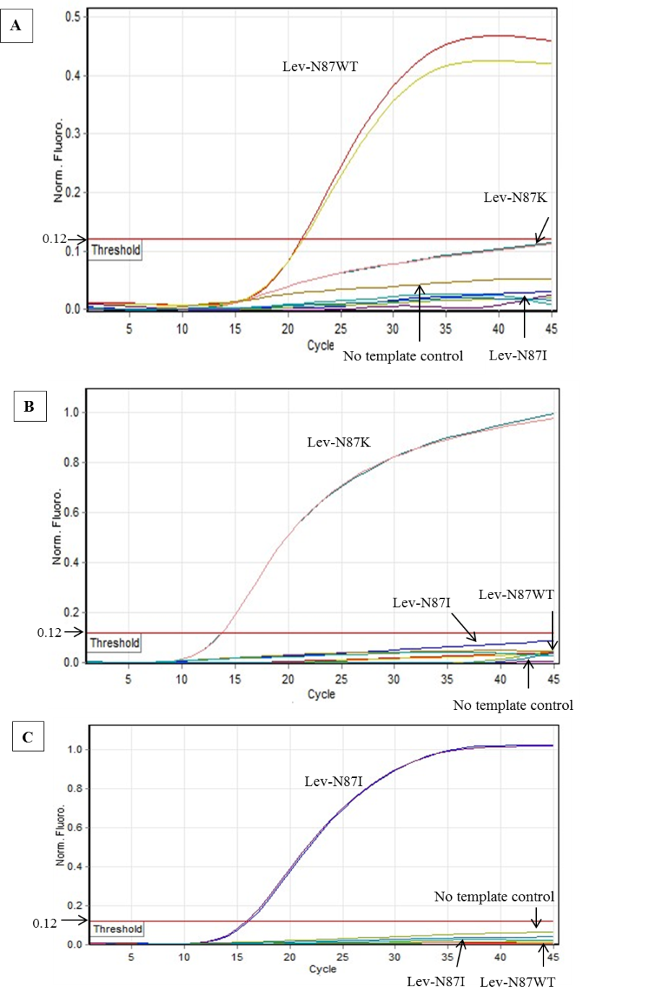 A
0.5
Lev-N87WT
0.4
Norm. Fluoro.
0.3
0.2
Lev-N87K
0.12
Threshold
0.1
0.0
5 10 15 20 25 30 35 40 45
Cycle
No template control Lev-N87I
B
1.0
Lev-N87K
0.8
Norm. Fluoro.
0.6
0.4
Lev-N87WT
Lev-N87I
0.2
0.12
Threshold
0.0
5 10 15 20 25 30 35 40 45
Cycle
No template control
C
1.0
Lev-N87I
0.8
Norm. Fluoro.
0.6
0.4
No template control
0.2
0.12
Threshold
0.0
5 10 15 20 25 30 35 40 45
Cycle
Lev-N87I Lev-N87WT